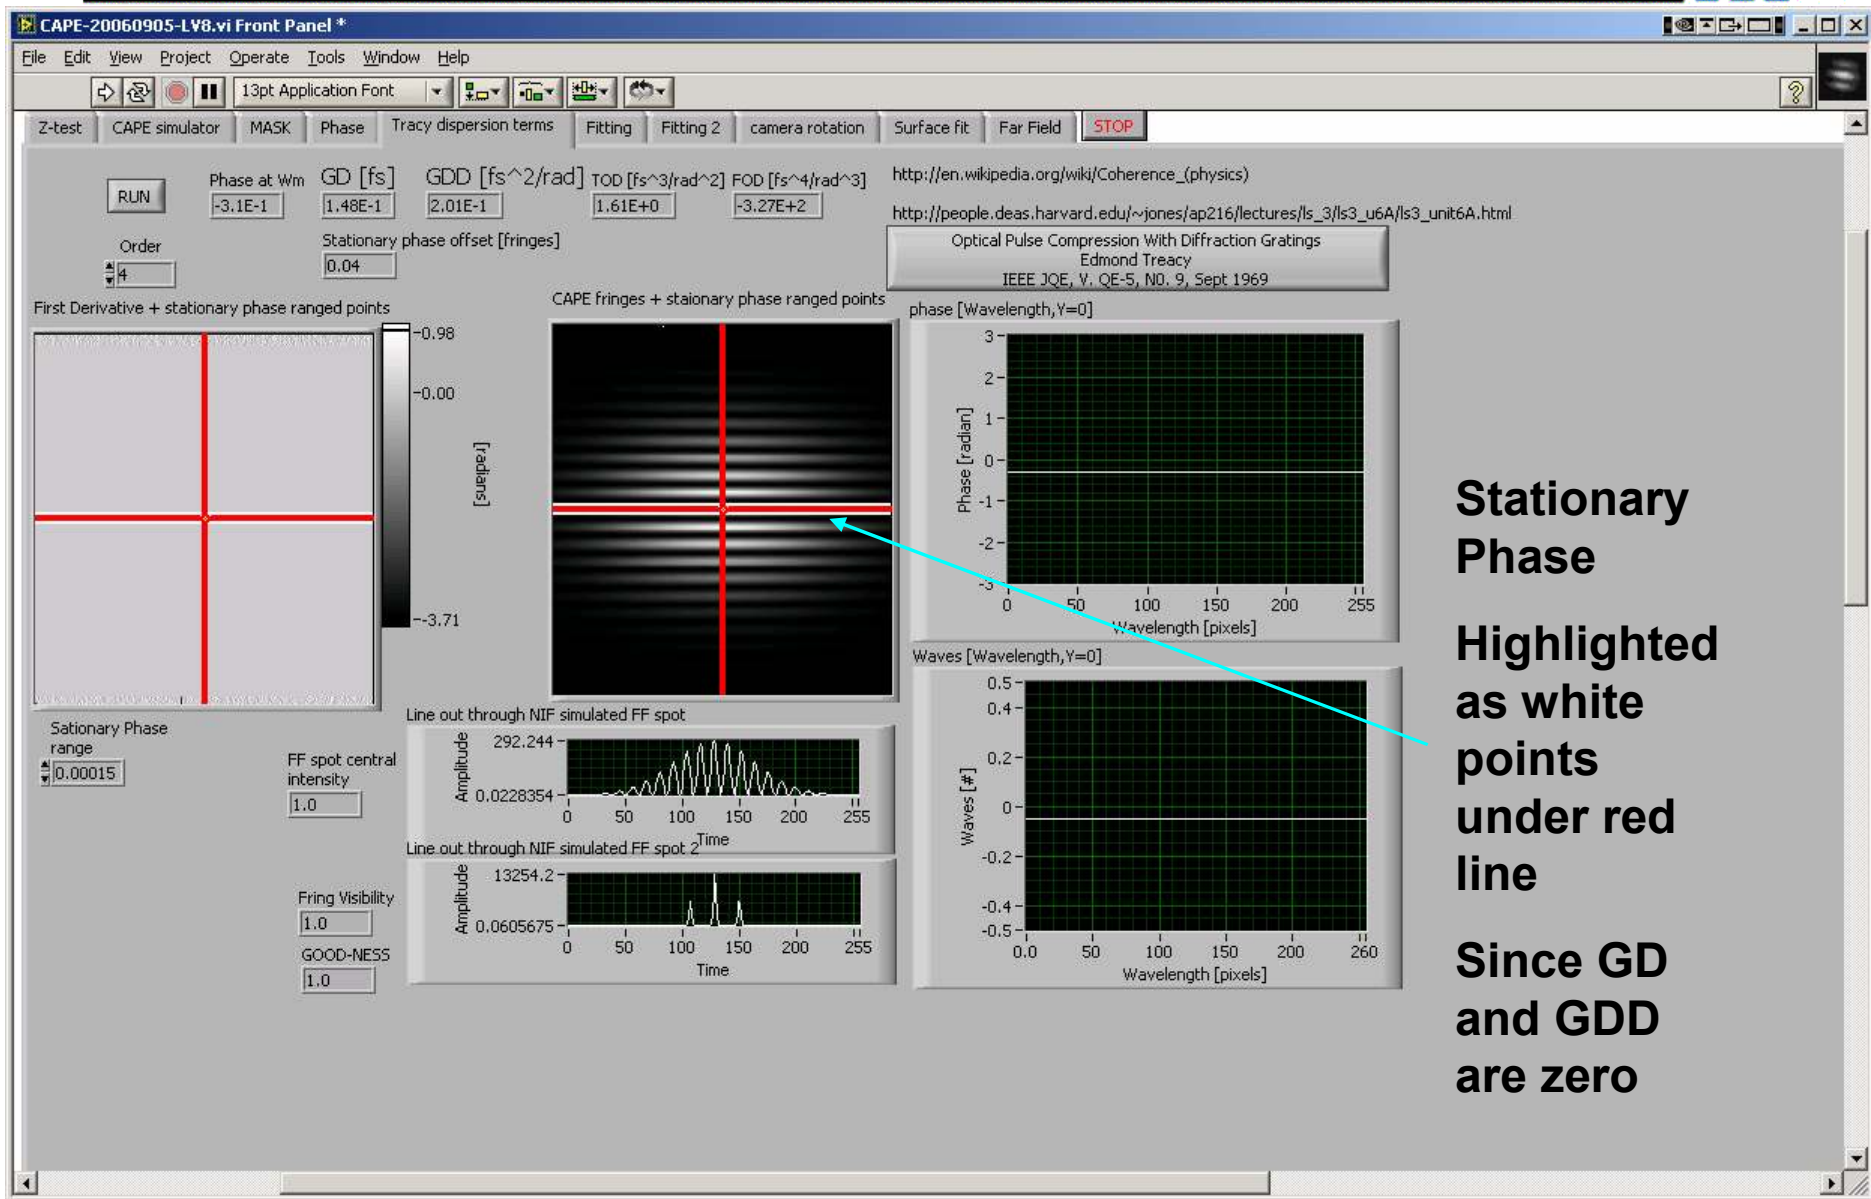 CAPE-20060905-LV8.vi Front Panel *
File Edit View Project Operate Tools Window Help
13pt Application Font
Z-test CAPE simulator MASK Phase Tracy dispersion terms Fitting Fitting 2 camera rotation Surface fit Far Field STOP
RUN
Phase at Wm
-3.1E-1
GD [fs]
1.48E-1
GDD [fs^2/rad]
2.01E-1
TOD [fs^3/rad^2]
1.61E+0
FOD [fs^4/rad^3]
-3.27E+2
http://en.wikipedia.org/wiki/Coherence_(physics)
http://people.deas.harvard.edu/~jones/ap216/lectures/ls_3/ls3_u6A/ls3_unit6A.html
Order
4
Stationary phase offset [fringes]
0.04
Optical Pulse Compression With Diffraction Gratings
Edmond Treacy
IEEE JQE, V. QE-5, N0. 9, Sept 1969
First Derivative + stationary phase ranged points
-0.98
-0.00
--3.71
[radians]
CAPE fringes + staionary phase ranged points
phase [Wavelength,Y=0]
Phase [radian]
3
2
1
0
-1
-2
-3
0 50 100 150 200 255
Wavelength [pixels]
Waves [Wavelength,Y=0]
Waves [#]
0.5
0.4
0.2
0
-0.2
-0.4
-0.5
0.0 50 100 150 200 260
Wavelength [pixels]
Sationary Phase
range
0.00015
FF spot central
intensity
1.0
Line out through NIF simulated FF spot
Amplitude
292.244
0.0228354
0 50 100 150 200 255
Time
Line out through NIF simulated FF spot 2
Amplitude
13254.2
0.0605675
0 50 100 150 200 255
Time
Fring Visibility
1.0
GOOD-NESS
1.0
Stationary
Phase
Highlighted
as white
points
under red
line
Since GD
and GDD
are zero